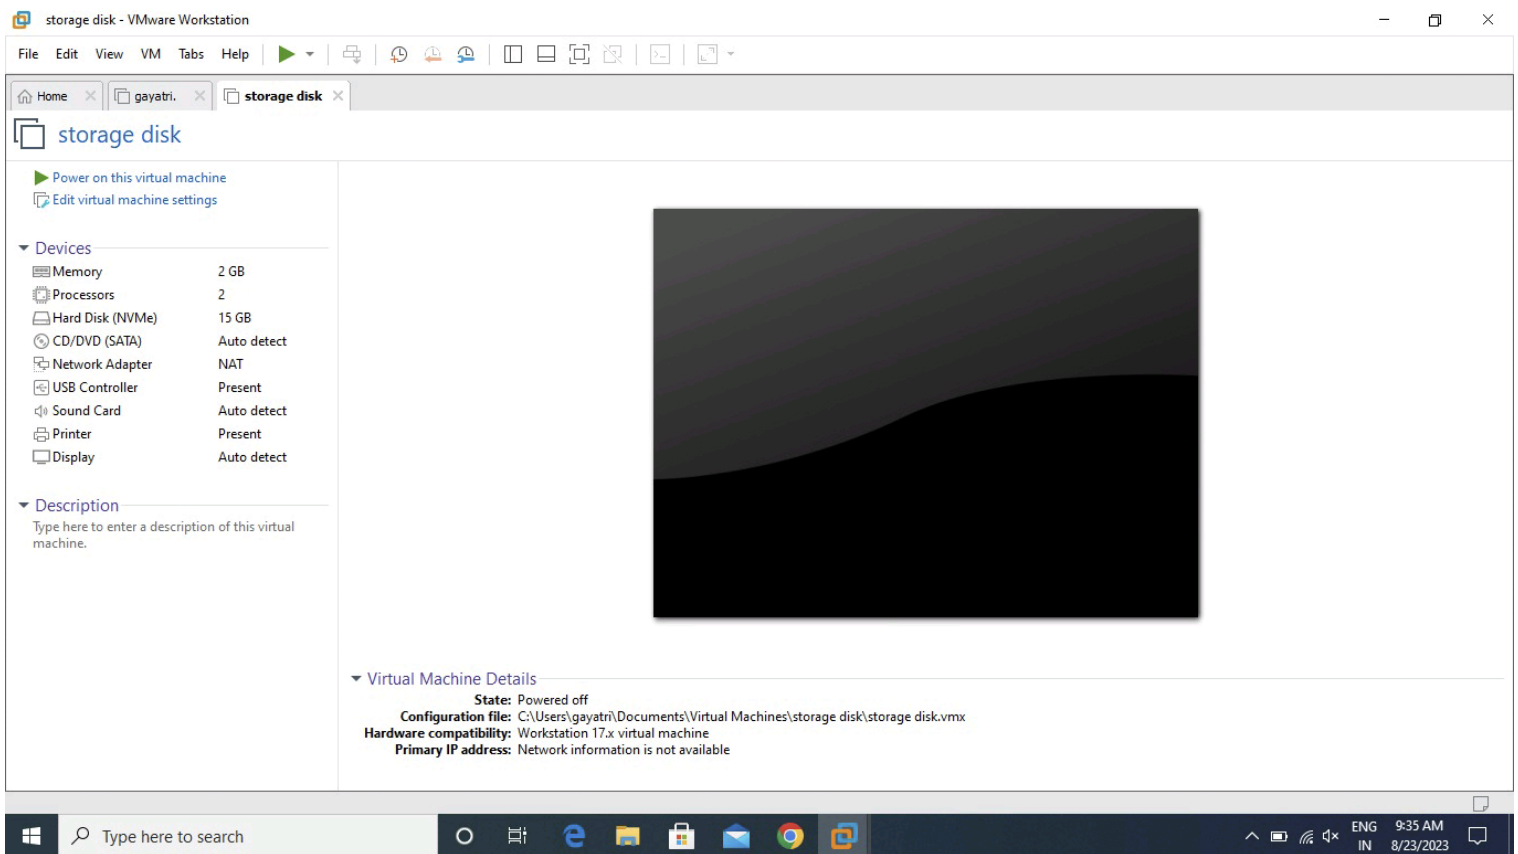 storage disk - VMware Workstation
File Edit View VM Tabs Help
Home gayatri. storage disk
storage disk
Power on this virtual machine
Edit virtual machine settings
Devices
Memory 2 GB
Processors 2
Hard Disk (NVMe) 15 GB
CD/DVD (SATA) Auto detect
Network Adapter NAT
USB Controller Present
Sound Card Auto detect
Printer Present
Display Auto detect
Description
Type here to enter a description of this virtual
machine.
Virtual Machine Details
State: Powered off
Configuration file: C:\Users\gayatri\Documents\Virtual Machines\storage disk\storage disk.vmx
Hardware compatibility: Workstation 17.x virtual machine
Primary IP address: Network information is not available
Type here to search
ENG 9:35 AM
IN 8/23/2023